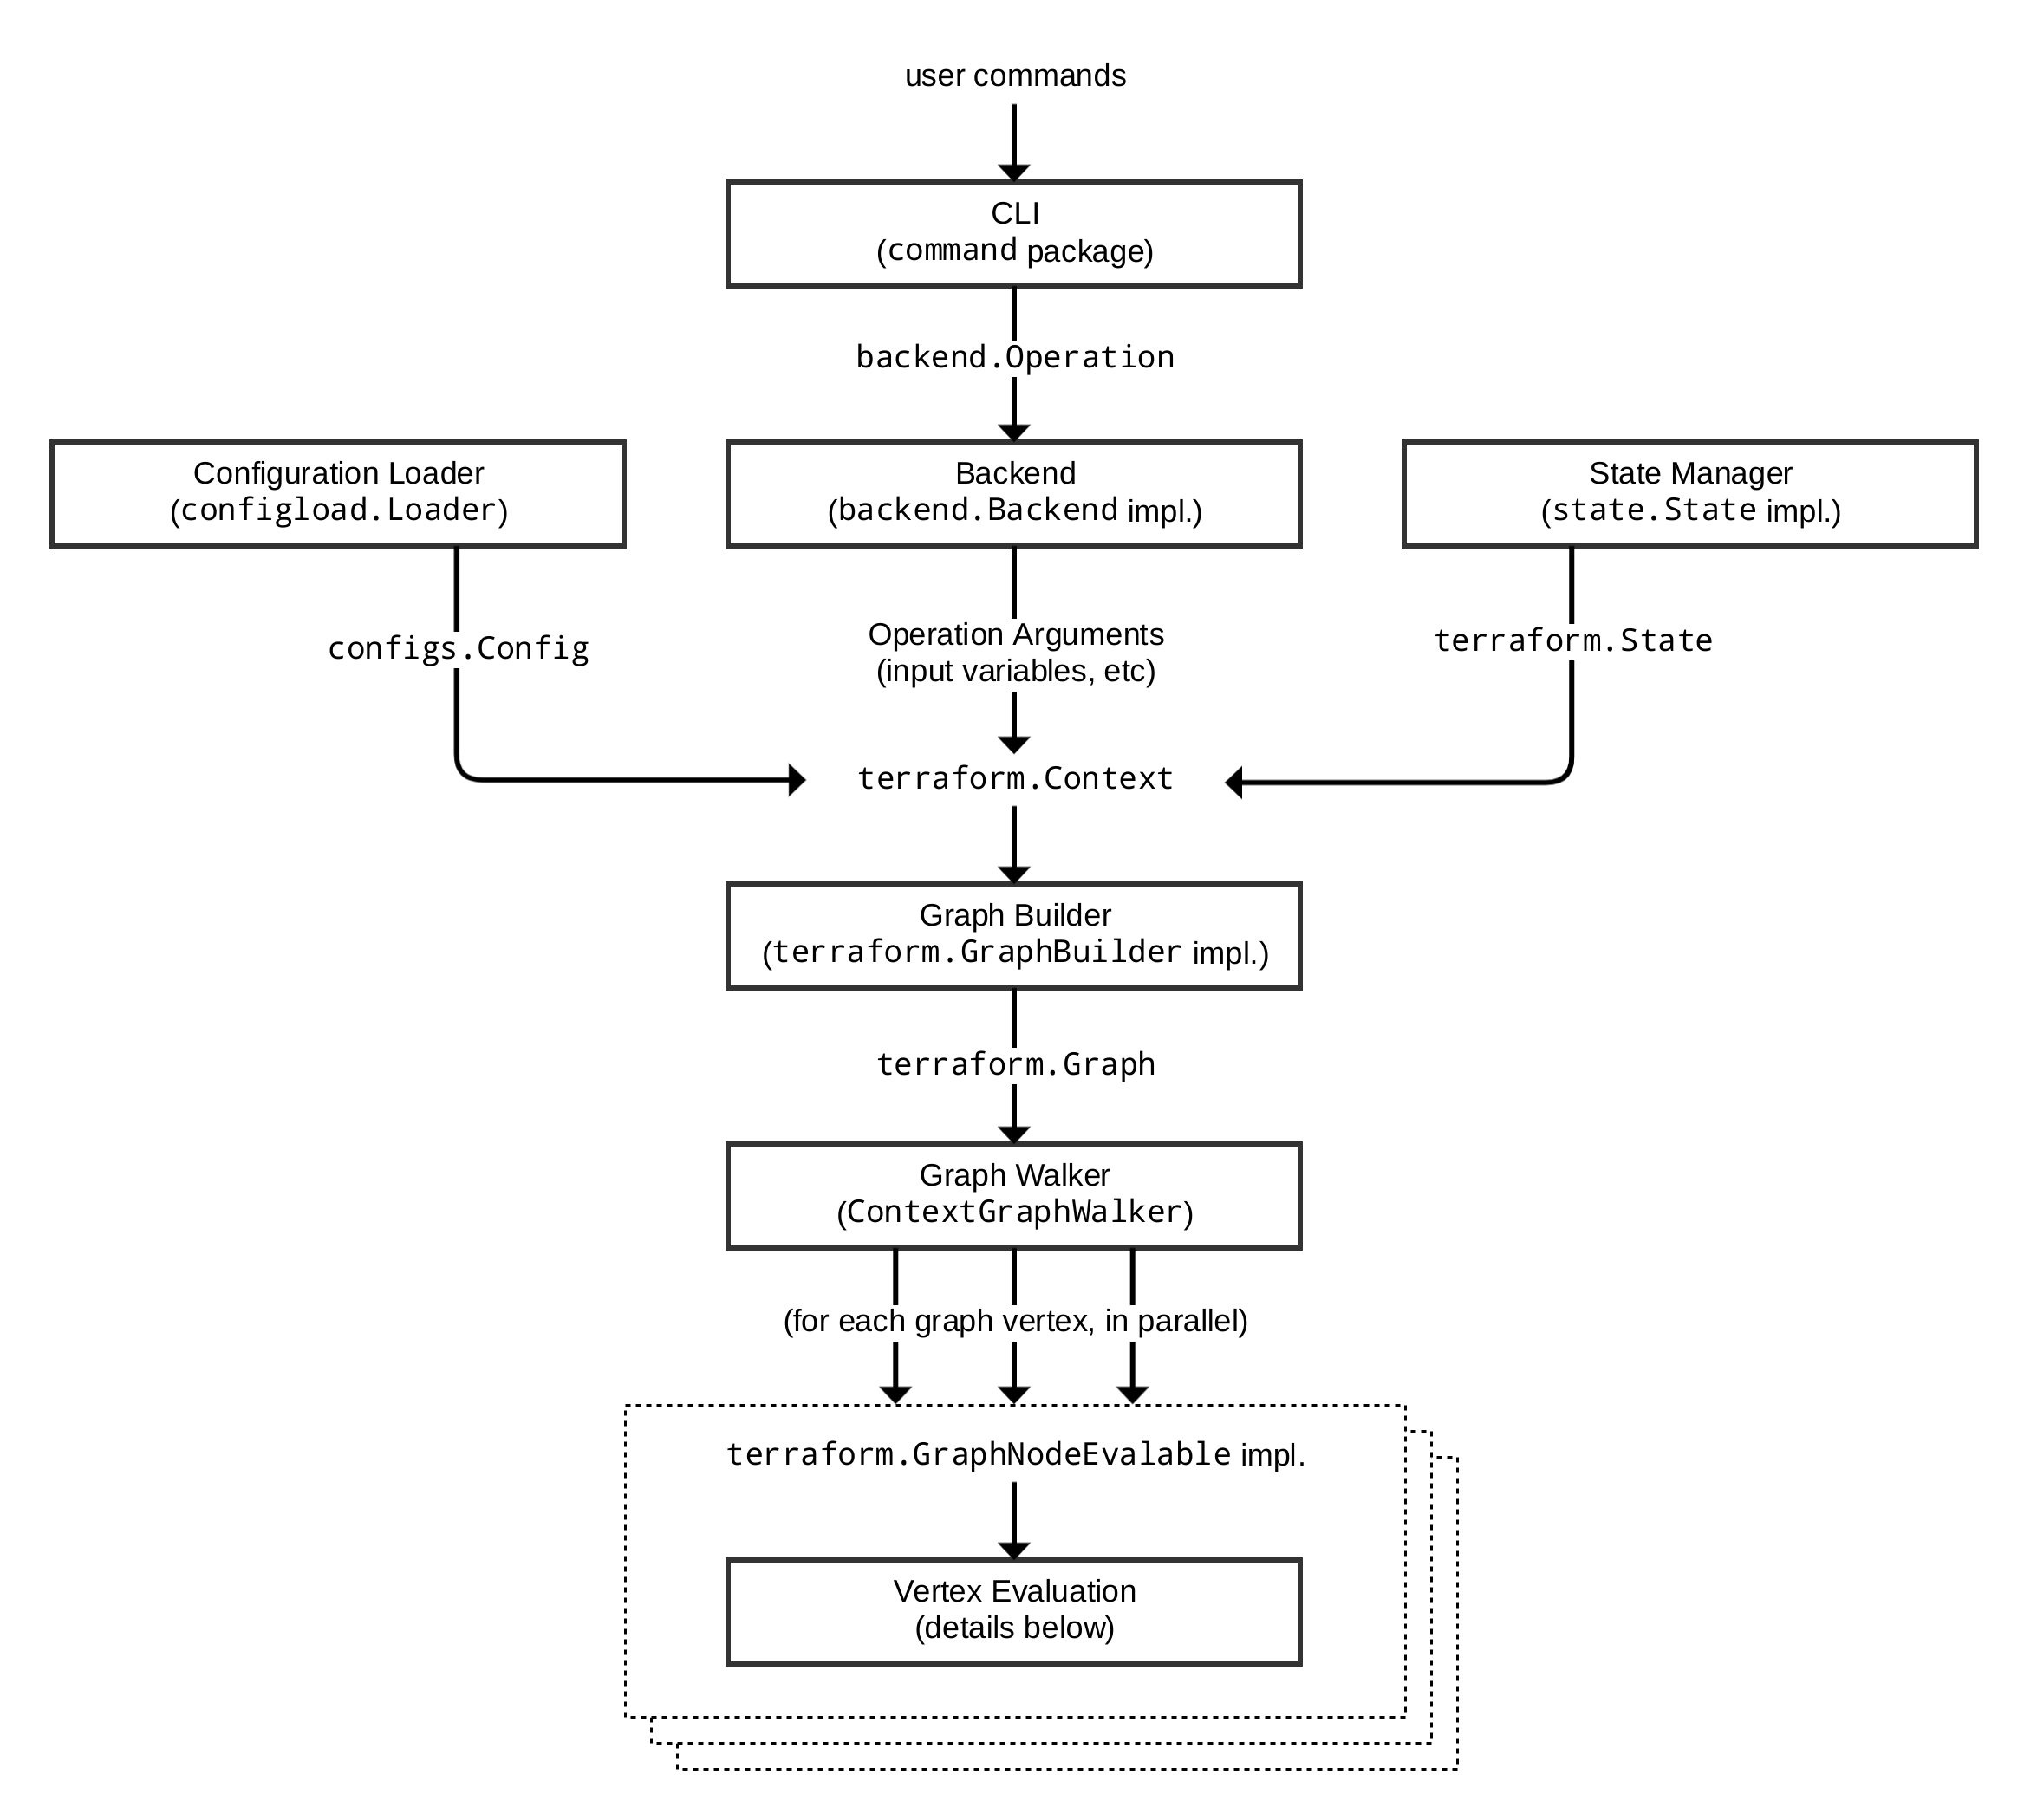 user commands
CLI
(command package)
backend.Operation
Configuration Loader
(configload.Loader)
Backend
(backend.Backend impl.)
State Manager
(state.State impl.)
configs.Config
Operation Arguments
(input variables, etc)
terraform.State
terraform.Context
Graph Builder
(terraform.GraphBuilder impl.)
terraform.Graph
Graph Walker
(ContextGraphWalker)
(for each graph vertex, in parallel)
terraform.GraphNodeEvalable impl.
Vertex Evaluation
(details below)